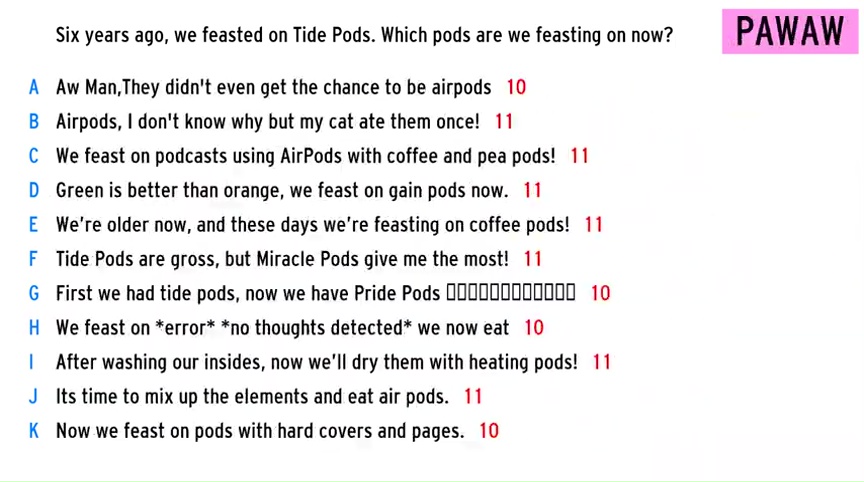 Six years ago, we feasted on Tide Pods. Which pods are we feasting on now?
PAWAW
A Aw Man,They didn't even get the chance to be airpods 10
B Airpods, I don't know why but my cat ate them once! 11
C We feast on podcasts using AirPods with coffee and pea pods! 11
D Green is better than orange, we feast on gain pods now. 11
E We're older now, and these days we're feasting on coffee pods! 11
F Tide Pods are gross, but Miracle Pods give me the most! 11
G First we had tide pods, now we have Pride Pods ▯▯▯▯▯▯▯▯▯▯▯▯▯ 10
H We feast on *error* *no thoughts detected* we now eat 10
I After washing our insides, now we'll dry them with heating pods! 11
J Its time to mix up the elements and eat air pods. 11
K Now we feast on pods with hard covers and pages. 10